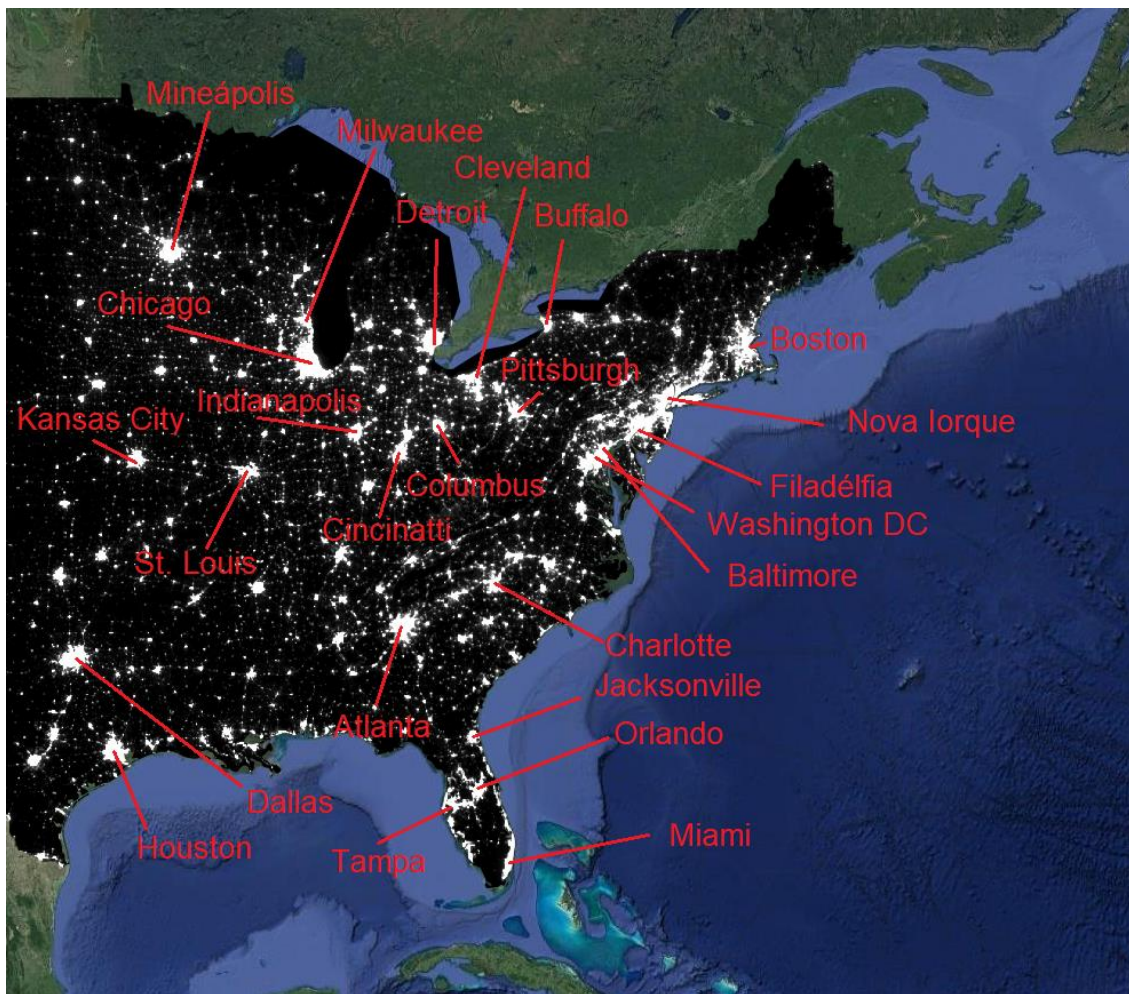 Mineápolis
Milwaukee
Cleveland
Detroit
Buffalo
Chicago
Boston
Pittsburgh
Indianapolis
Kansas City
Nova Iorque
Columbus
Filadélfia
Cincinatti
Washington DC
St. Louis
Baltimore
Charlotte
Jacksonville
Atlanta
Orlando
Dallas
Miami
Houston
Tampa